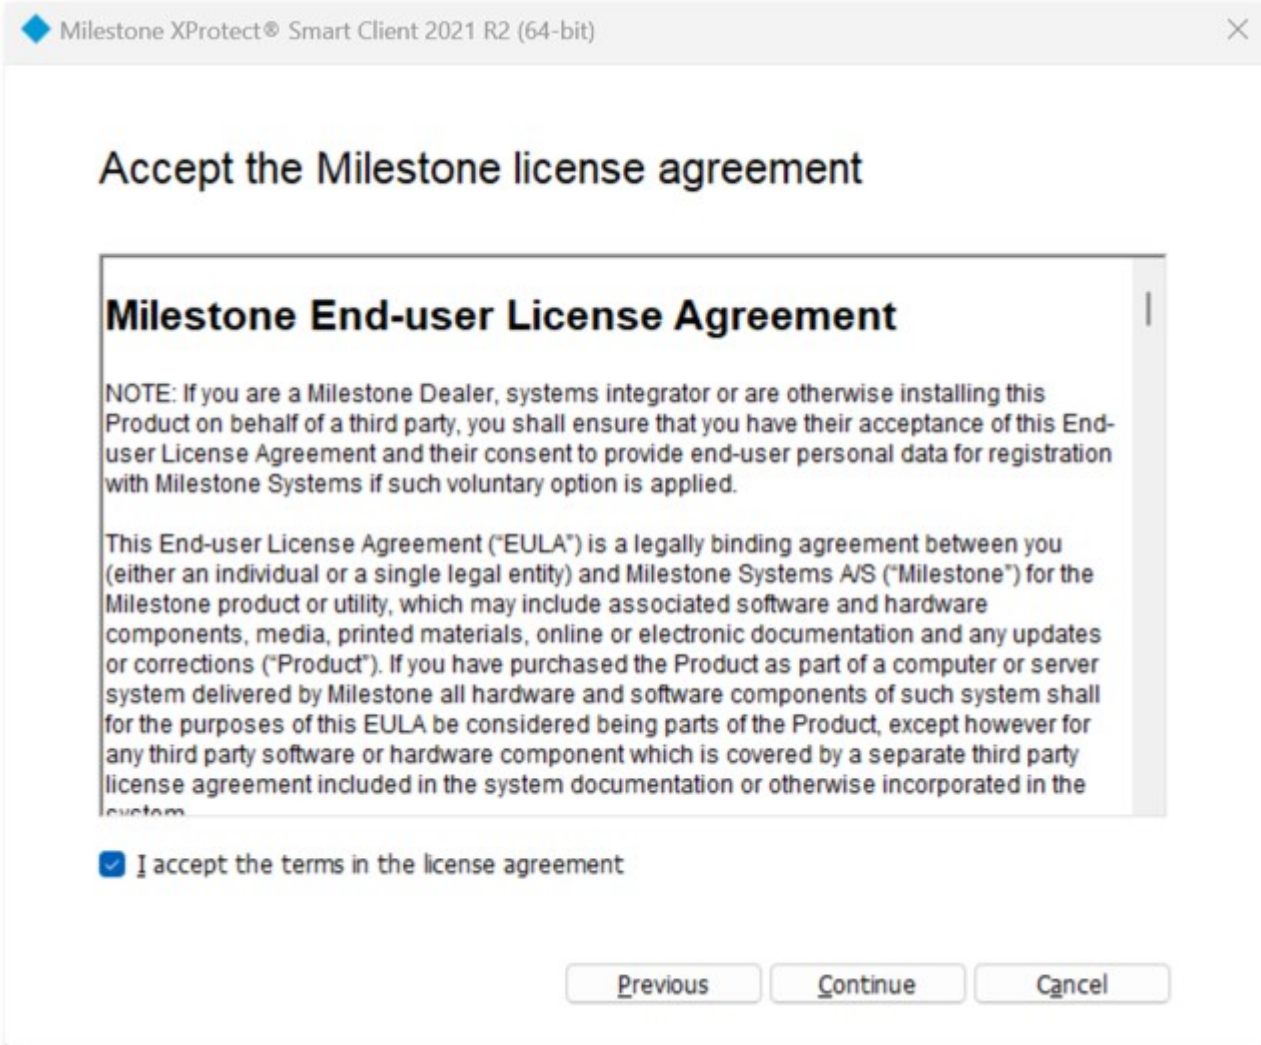 Milestone XProtect® Smart Client 2021 R2 (64-bit)
Accept the Milestone license agreement
Milestone End-user License Agreement
NOTE: If you are a Milestone Dealer, systems integrator or are otherwise installing this
Product on behalf of a third party, you shall ensure that you have their acceptance of this End-
user License Agreement and their consent to provide end-user personal data for registration
with Milestone Systems if such voluntary option is applied.
This End-user License Agreement (“EULA”) is a legally binding agreement between you
(either an individual or a single legal entity) and Milestone Systems A/S (“Milestone”) for the
Milestone product or utility, which may include associated software and hardware
components, media, printed materials, online or electronic documentation and any updates
or corrections (“Product”). If you have purchased the Product as part of a computer or server
system delivered by Milestone all hardware and software components of such system shall
for the purposes of this EULA be considered being parts of the Product, except however for
any third party software or hardware component which is covered by a separate third party
license agreement included in the system documentation or otherwise incorporated in the
system
I accept the terms in the license agreement
Previous
Continue
Cancel